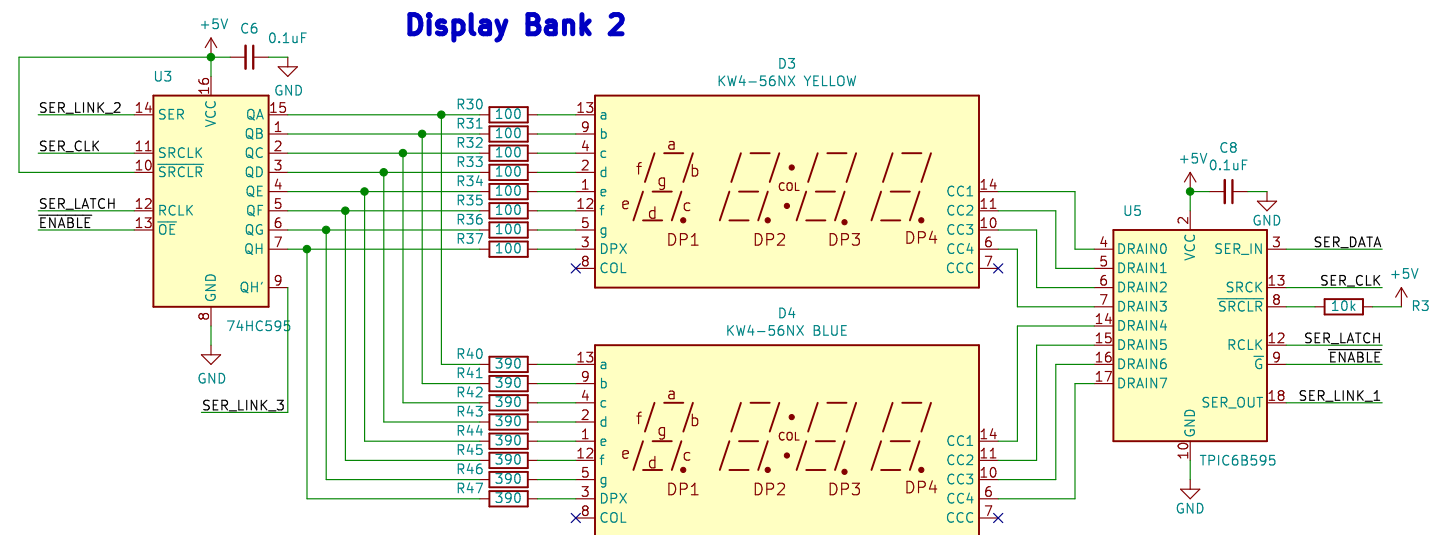 Display Bank 2
+5V
C6
0.1uF
GND
U3
SER_LINK_2
14
SER
SER_CLK
11
SRCLK
10
SRCLR
SER_LATCH
12
RCLK
ENABLE
13
OE
16
VCC
GND
8
GND
QA
15
QB
1
QC
2
QD
3
QE
4
QF
5
QG
6
QH
7
QH'
9
74HC595
SER_LINK_3
R30
100
R31
100
R32
100
R33
100
R34
100
R35
100
R36
100
R37
100
D3
KW4-56NX YELLOW
13
a
9
b
4
c
2
d
1
e
12
f
5
g
3
DPX
8
COL
a
f
b
g
e
c
d
DP1
DP2
COL
DP3
DP4
CC1
14
CC2
11
CC3
10
CC4
6
CCC
7
R40
390
R41
390
R42
390
R43
390
R44
390
R45
390
R46
390
R47
390
D4
KW4-56NX BLUE
13
a
9
b
4
c
2
d
1
e
12
f
5
g
3
DPX
8
COL
a
f
b
g
e
c
d
DP1
DP2
COL
DP3
DP4
CC1
14
CC2
11
CC3
10
CC4
6
CCC
7
C8
+5V
0.1uF
GND
U5
2
VCC
4
DRAIN0
5
DRAIN1
6
DRAIN2
7
DRAIN3
14
DRAIN4
15
DRAIN5
16
DRAIN6
17
DRAIN7
SER_IN
3
SER_DATA
SRCK
13
SER_CLK
SRCLR
8
10k
R3
+5V
RCLK
12
SER_LATCH
G
9
ENABLE
SER_OUT
18
SER_LINK_1
GND
10
TPIC6B595
GND